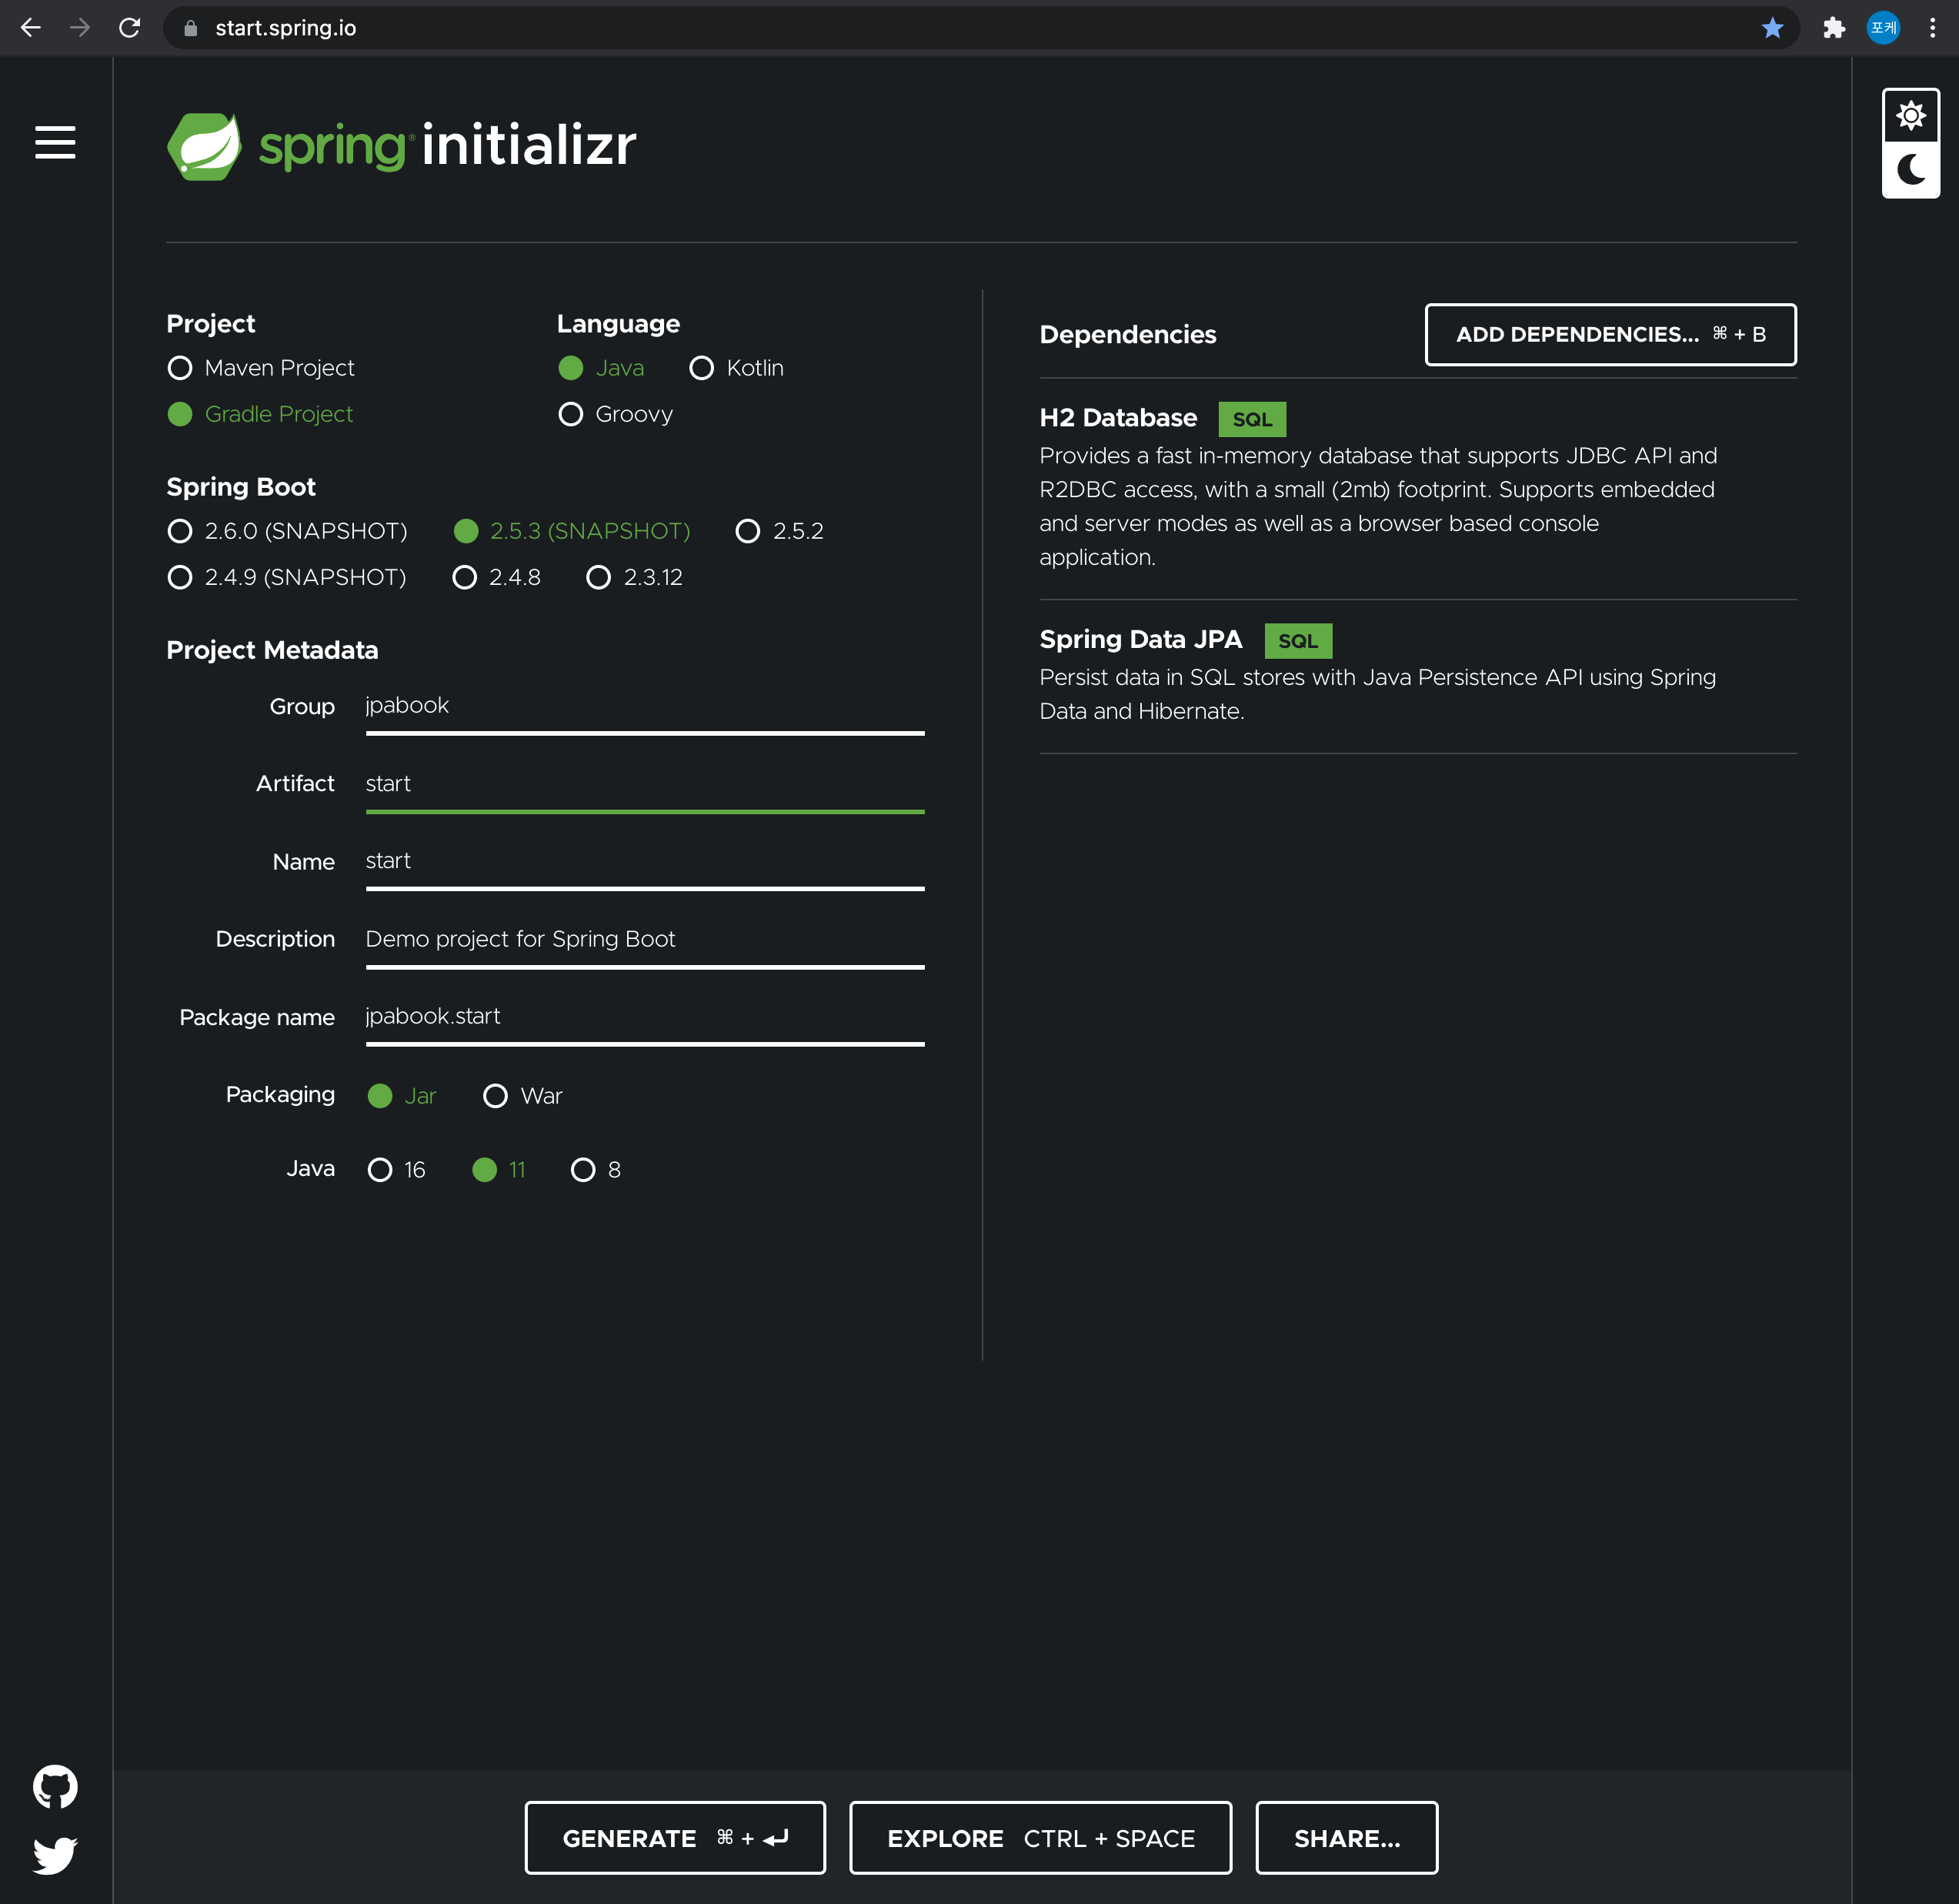 start.spring.io
포케
spring® initializr
Project
Maven Project
Gradle Project
Language
Java Kotlin
Groovy
Spring Boot
2.6.0 (SNAPSHOT) 2.5.3 (SNAPSHOT) 2.5.2
2.4.9 (SNAPSHOT) 2.4.8 2.3.12
Project Metadata
Group jpabook
Artifact start
Name start
Description Demo project for Spring Boot
Package name jpabook.start
Packaging Jar War
Java 16 11 8
Dependencies
ADD DEPENDENCIES... ⌘ + B
H2 Database SQL
Provides a fast in-memory database that supports JDBC API and
R2DBC access, with a small (2mb) footprint. Supports embedded
and server modes as well as a browser based console
application.
Spring Data JPA SQL
Persist data in SQL stores with Java Persistence API using Spring
Data and Hibernate.
GENERATE ⌘ + ⏎
EXPLORE CTRL + SPACE
SHARE...